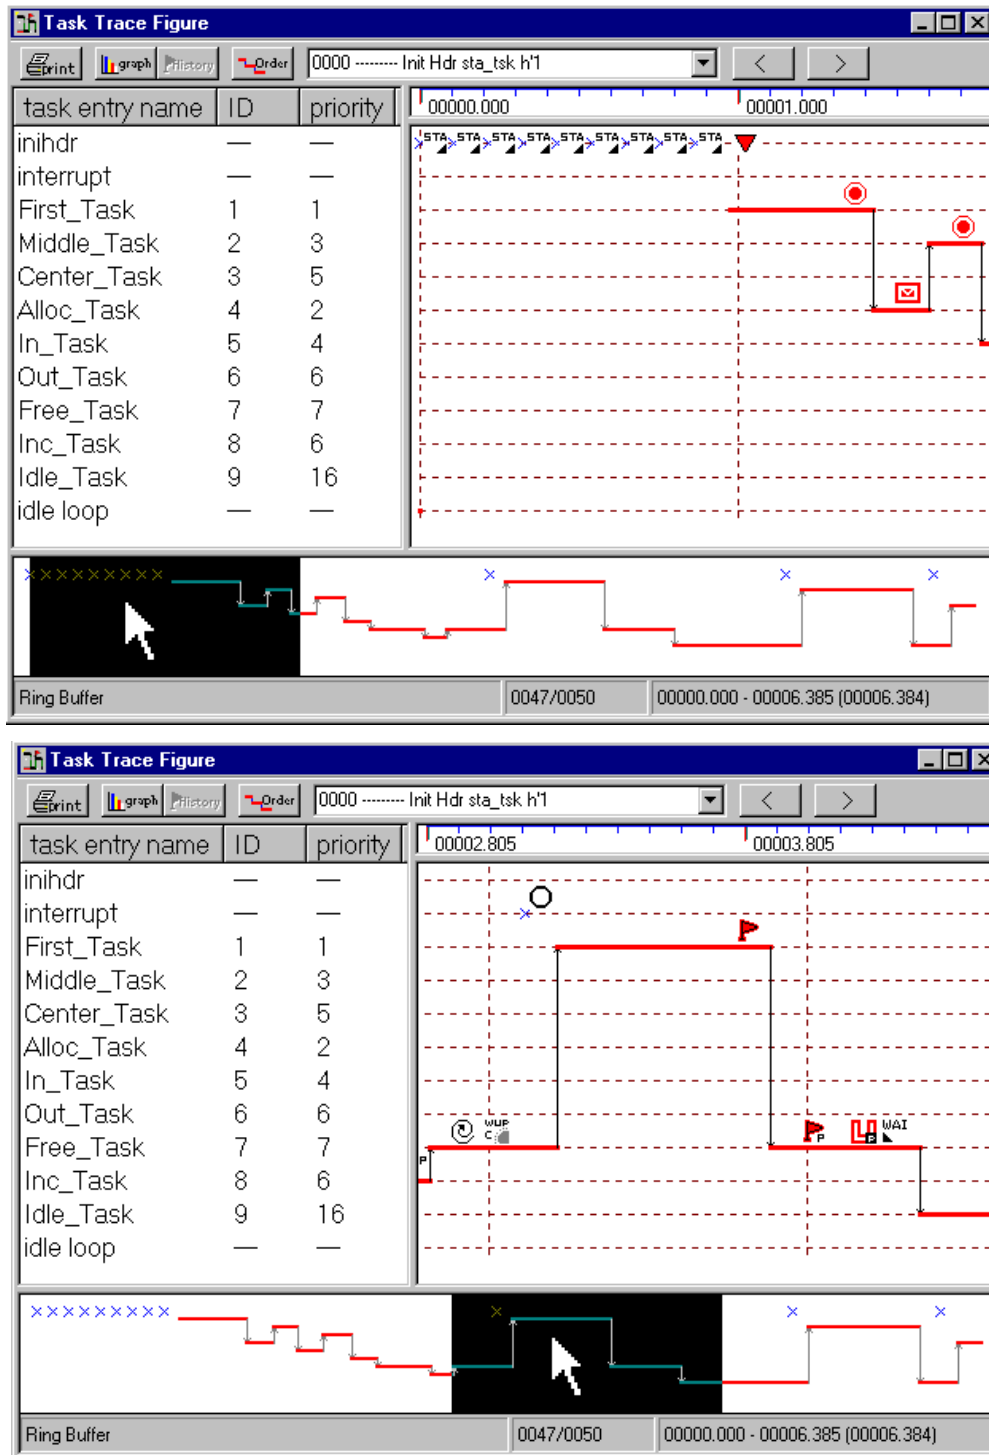 Task Trace Figure
print graph History Order 0000 -------- Init Hdr sta_tsk h'1 < >
task entry name ID priority 00000.000 00001.000
inihdr — — STA STA STA STA STA STA STA STA STA
interrupt — —
First_Task 1 1
Middle_Task 2 3
Center_Task 3 5
Alloc_Task 4 2
In_Task 5 4
Out_Task 6 6
Free_Task 7 7
Inc_Task 8 6
Idle_Task 9 16
idle loop — —
Ring Buffer 0047/0050 00000.000 - 00006.385 (00006.384)
Task Trace Figure
print graph History Order 0000 -------- Init Hdr sta_tsk h'1 < >
task entry name ID priority 00002.805 00003.805
inihdr — —
interrupt — —
First_Task 1 1
Middle_Task 2 3
Center_Task 3 5
Alloc_Task 4 2
In_Task 5 4
Out_Task 6 6 WUP C P P WAI
Free_Task 7 7 P
Inc_Task 8 6
Idle_Task 9 16
idle loop — —
Ring Buffer 0047/0050 00000.000 - 00006.385 (00006.384)